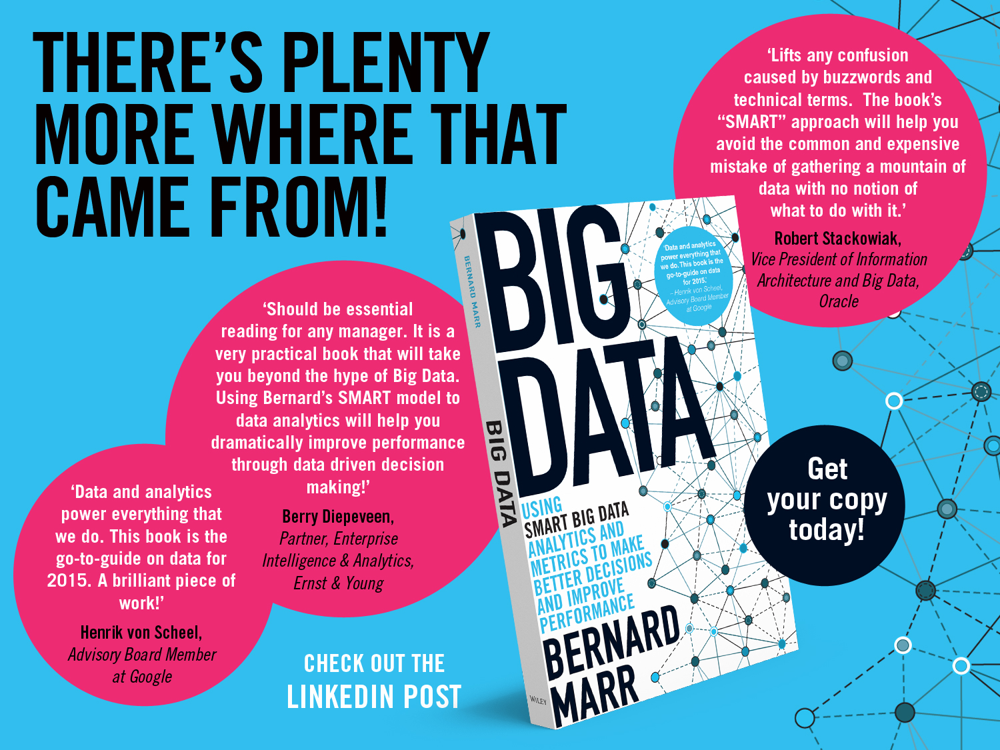 THERE'S PLENTY
MORE WHERE THAT
CAME FROM!
‘Lifts any confusion
caused by buzzwords and
technical terms.  The book's
“SMART” approach will help you
avoid the common and expensive
mistake of gathering a mountain of
data with no notion of
what to do with it.’
Robert Stackowiak,
Vice President of Information
Architecture and Big Data,
Oracle
‘Should be essential
reading for any manager. It is a
very practical book that will take
you beyond the hype of Big Data.
Using Bernard's SMART model to
data analytics will help you
dramatically improve performance
through data driven decision
making!’
Berry Diepeveen,
Partner, Enterprise
Intelligence & Analytics,
Ernst & Young
‘Data and analytics
power everything that
we do. This book is the
go-to-guide on data for
2015. A brilliant piece of
work!’
Henrik von Scheel,
Advisory Board Member
at Google
BERNARD MARR
BIG DATA
WILEY
BIG
DATA
‘Data and analytics
power everything that
we do. This book is the
go-to-guide on data
for 2015.’
– Henrik von Scheel,
Advisory Board Member
at Google
USING
SMART BIG DATA
ANALYTICS AND
METRICS TO MAKE
BETTER DECISIONS
AND IMPROVE
PERFORMANCE
BERNARD
MARR
Get
your copy
today!
CHECK OUT THE
LINKEDIN POST